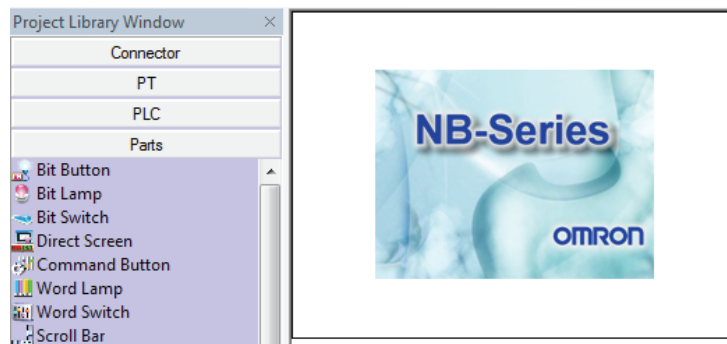 Project Library Window
Connector
PT
PLC
Parts
Bit Button
Bit Lamp
Bit Switch
Direct Screen
Command Button
Word Lamp
Word Switch
Scroll Bar
NB-Series
OMRON